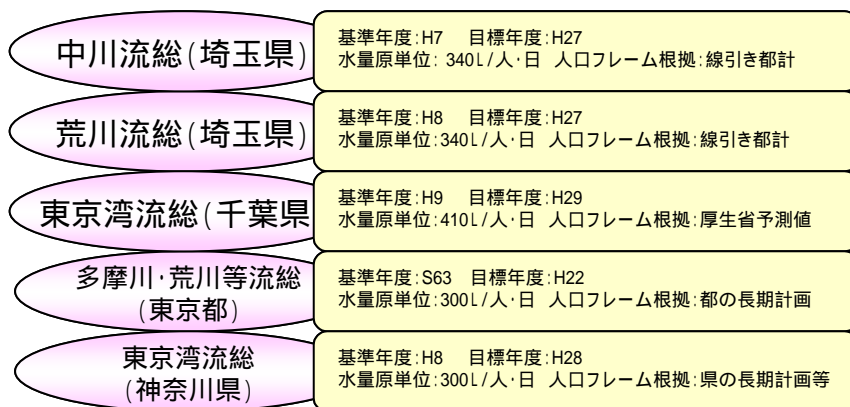 中川流総(埼玉県)
基準年度:H7 目標年度:H27
水量原単位: 340L/人・日 人口フレーム根拠:線引き都計
荒川流総(埼玉県)
基準年度:H8 目標年度:H27
水量原単位:340L/人・日 人口フレーム根拠:線引き都計
東京湾流総(千葉県
基準年度:H9 目標年度:H29
水量原単位:410L/人・日 人口フレーム根拠:厚生省予測値
多摩川・荒川等流総
(東京都)
基準年度:S63 目標年度:H22
水量原単位:300L/人・日 人口フレーム根拠:都の長期計画
東京湾流総
(神奈川県)
基準年度:H8 目標年度:H28
水量原単位:300L/人・日 人口フレーム根拠:県の長期計画等